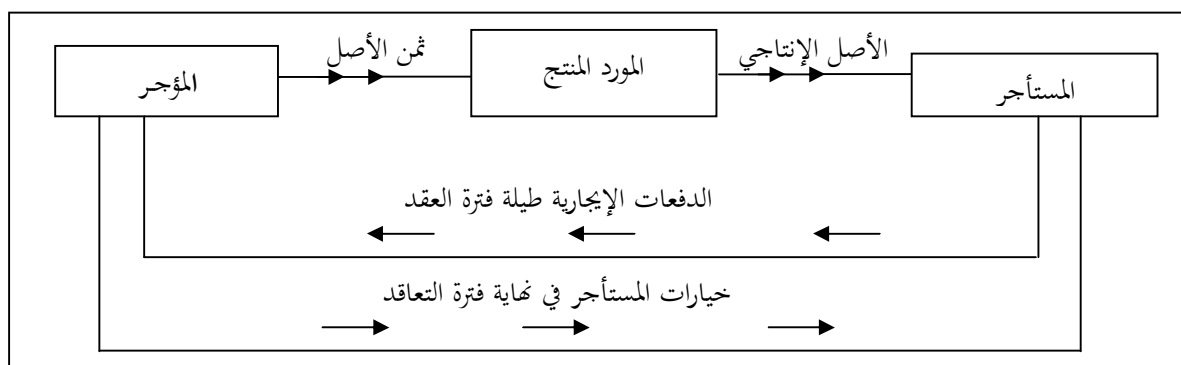 الأصل الإنتاجي
ثمن الأصل
المورد المنتج
المؤجر
المستأجر
الدفعات الإيجارية طيلة فترة العقد
خيارات المستأجر في نهاية فترة التعاقد